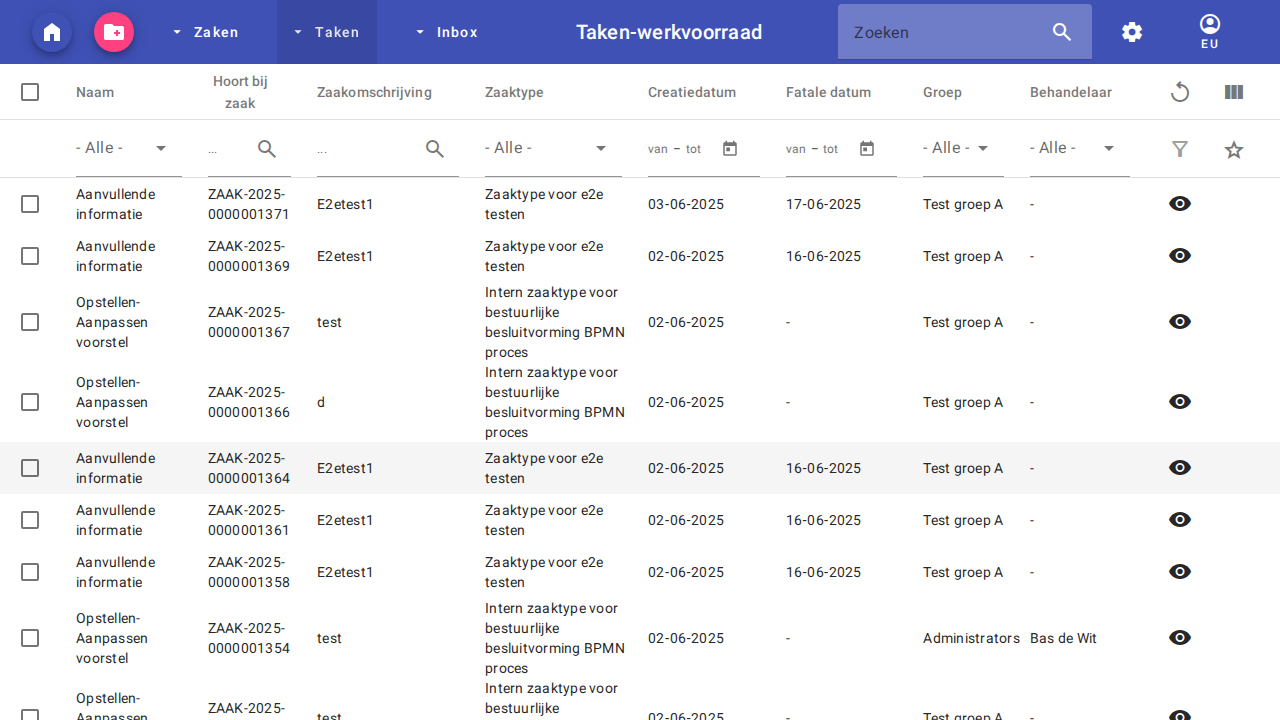 Zaken
Taken
Inbox
Taken-werkvoorraad
Zoeken
EU
Naam
Hoort bij
zaak
Zaakomschrijving
Zaaktype
Creatiedatum
Fatale datum
Groep
Behandelaar
- Alle -
...
...
- Alle -
van – tot
van – tot
- Alle -
- Alle -
Aanvullende
informatie
ZAAK-2025-
0000001371
E2etest1
Zaaktype voor e2e
testen
03-06-2025
17-06-2025
Test groep A
-
Aanvullende
informatie
ZAAK-2025-
0000001369
E2etest1
Zaaktype voor e2e
testen
02-06-2025
16-06-2025
Test groep A
-
Opstellen-
Aanpassen
voorstel
ZAAK-2025-
0000001367
test
Intern zaaktype voor
bestuurlijke
besluitvorming BPMN
proces
02-06-2025
-
Test groep A
-
Opstellen-
Aanpassen
voorstel
ZAAK-2025-
0000001366
d
Intern zaaktype voor
bestuurlijke
besluitvorming BPMN
proces
02-06-2025
-
Test groep A
-
Aanvullende
informatie
ZAAK-2025-
0000001364
E2etest1
Zaaktype voor e2e
testen
02-06-2025
16-06-2025
Test groep A
-
Aanvullende
informatie
ZAAK-2025-
0000001361
E2etest1
Zaaktype voor e2e
testen
02-06-2025
16-06-2025
Test groep A
-
Aanvullende
informatie
ZAAK-2025-
0000001358
E2etest1
Zaaktype voor e2e
testen
02-06-2025
16-06-2025
Test groep A
-
Opstellen-
Aanpassen
voorstel
ZAAK-2025-
0000001354
test
Intern zaaktype voor
bestuurlijke
besluitvorming BPMN
proces
02-06-2025
-
Administrators
Bas de Wit
Opstellen-
Aanpassen
ZAAK-2025-
test
Intern zaaktype voor
bestuurlijke
02-06-2025
-
Test groep A
-